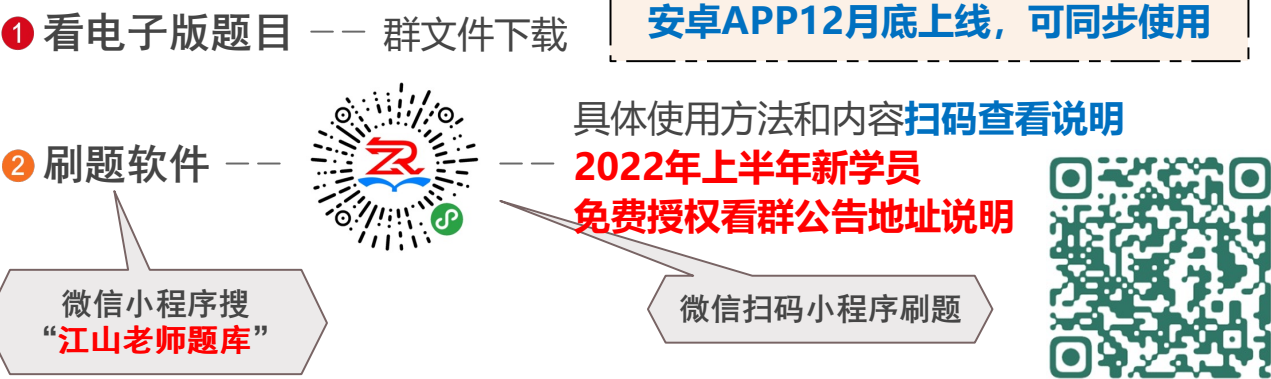 安卓APP12月底上线，可同步使用
1 看电子版题目 —— 群文件下载
具体使用方法和内容扫码查看说明
2 刷题软件 —— ——
2022年上半年新学员
免费授权看群公告地址说明
微信小程序搜
“江山老师题库”
微信扫码小程序刷题